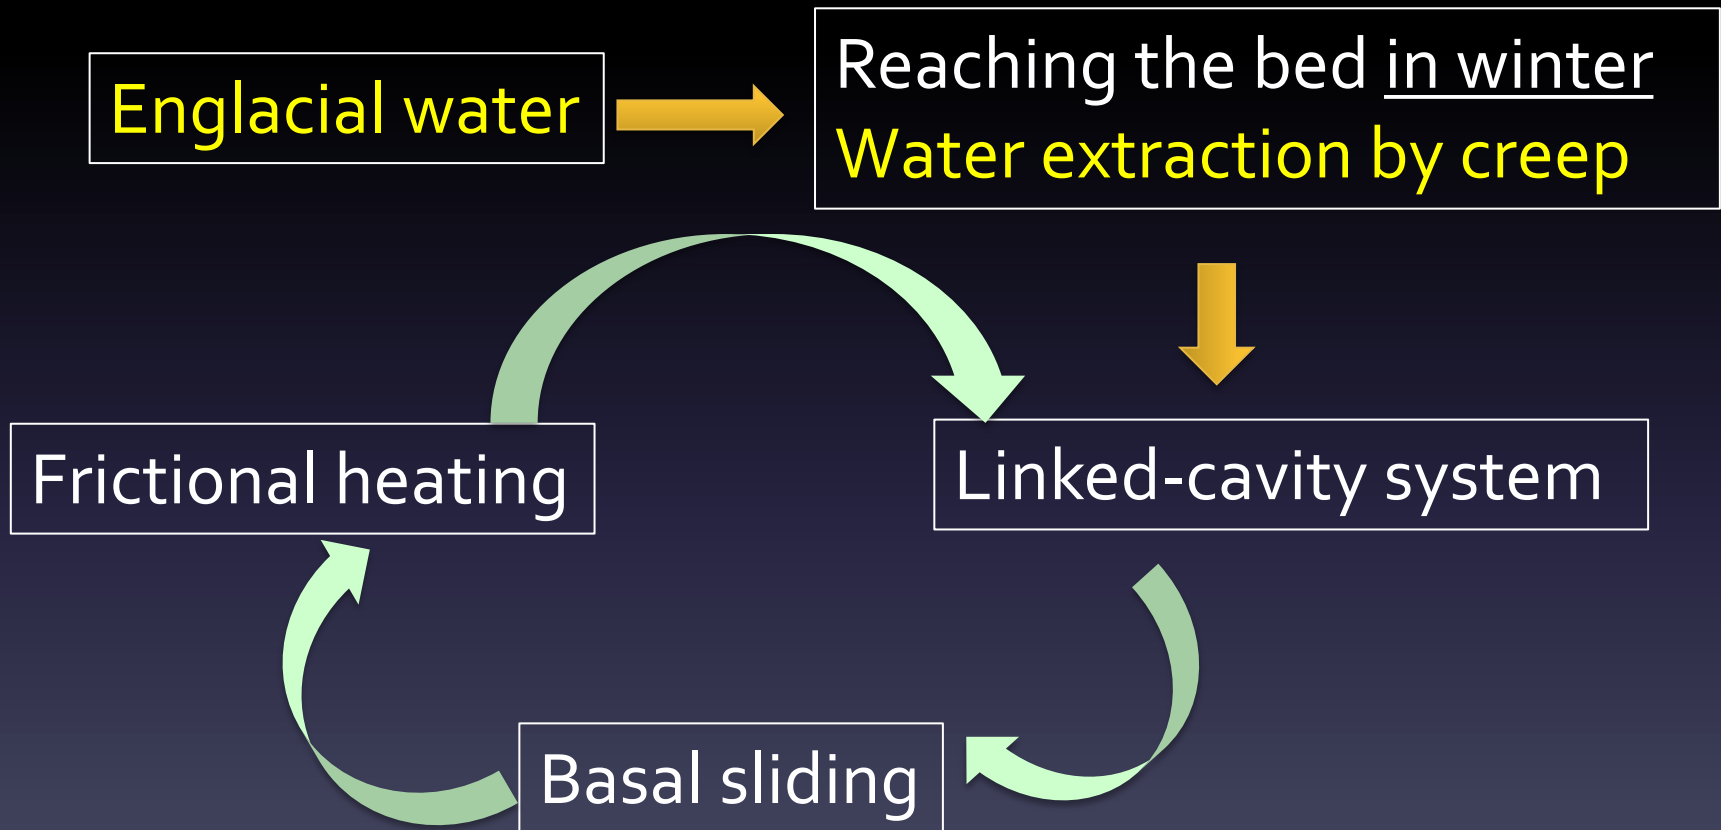 Englacial water
Reaching the bed in winter
Water extraction by creep
Frictional heating
Linked-cavity system
Basal sliding